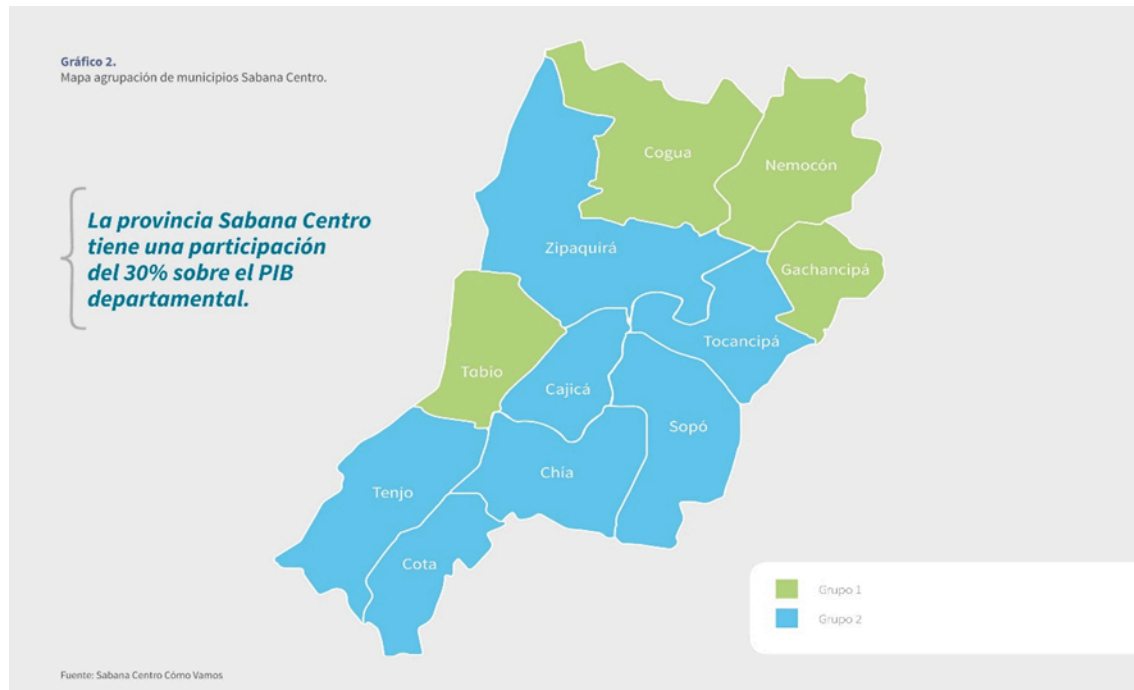 Gráfico 2.
Mapa agrupación de municipios Sabana Centro.
La provincia Sabana Centro
tiene una participación
del 30% sobre el PIB
departamental.
Cogua
Nemocón
Zipaquirá
Gachancipá
Tocancipá
Tabio
Cajicá
Sopó
Chía
Tenjo
Cota
Grupo 1
Grupo 2
Fuente: Sabana Centro Cómo Vamos